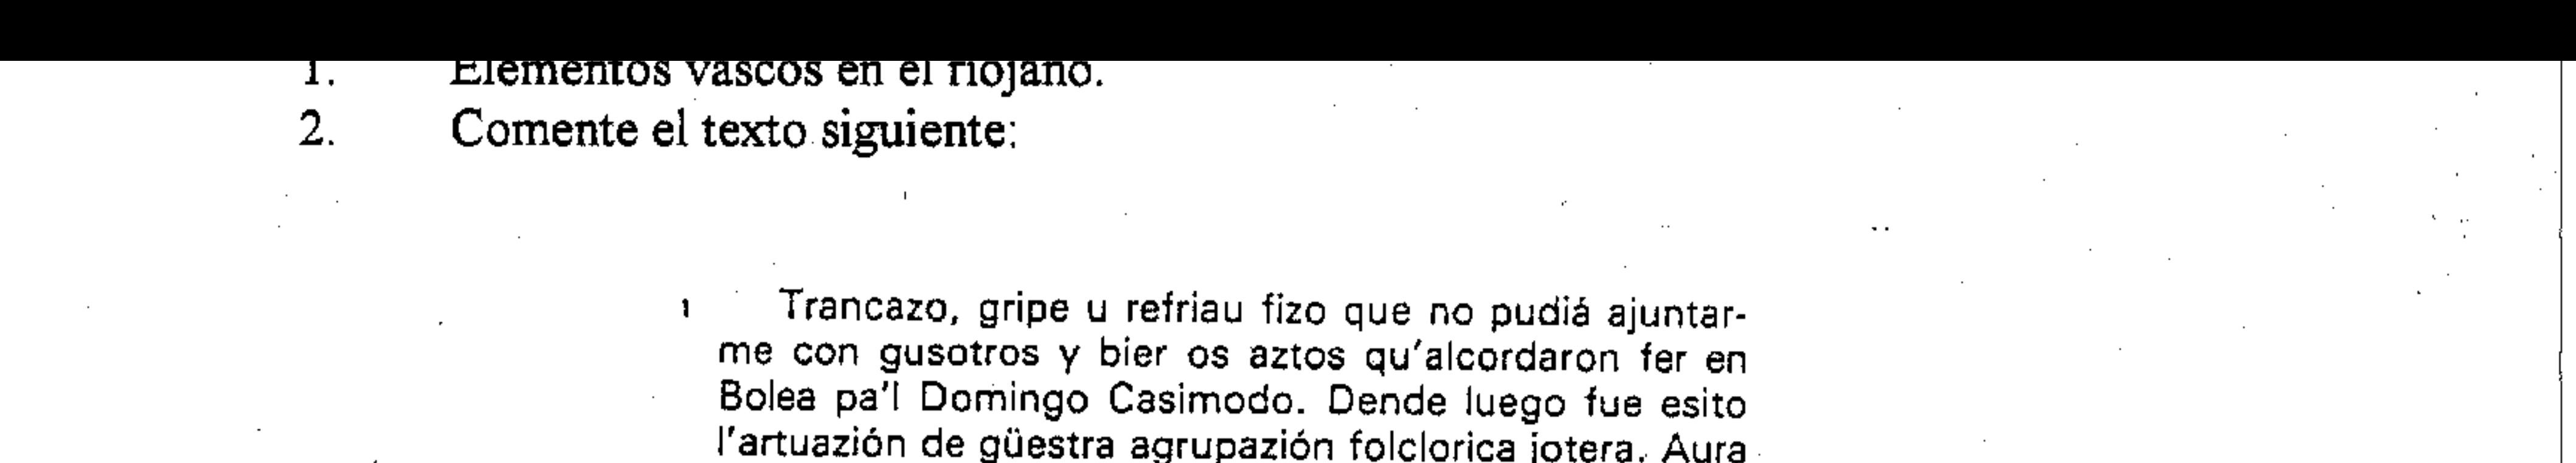 1. Elementos vascos en el riojano.
2. Comente el texto siguiente:
1 Trancazo, gripe u refriau fizo que no pudiá ajuntar-
me con gusotros y bier os aztos qu'alcordaron fer en
Bolea pa'l Domingo Casimodo. Dende luego fue esito
l'artuazión de güestra agrupazión folclorica jotera. Aura